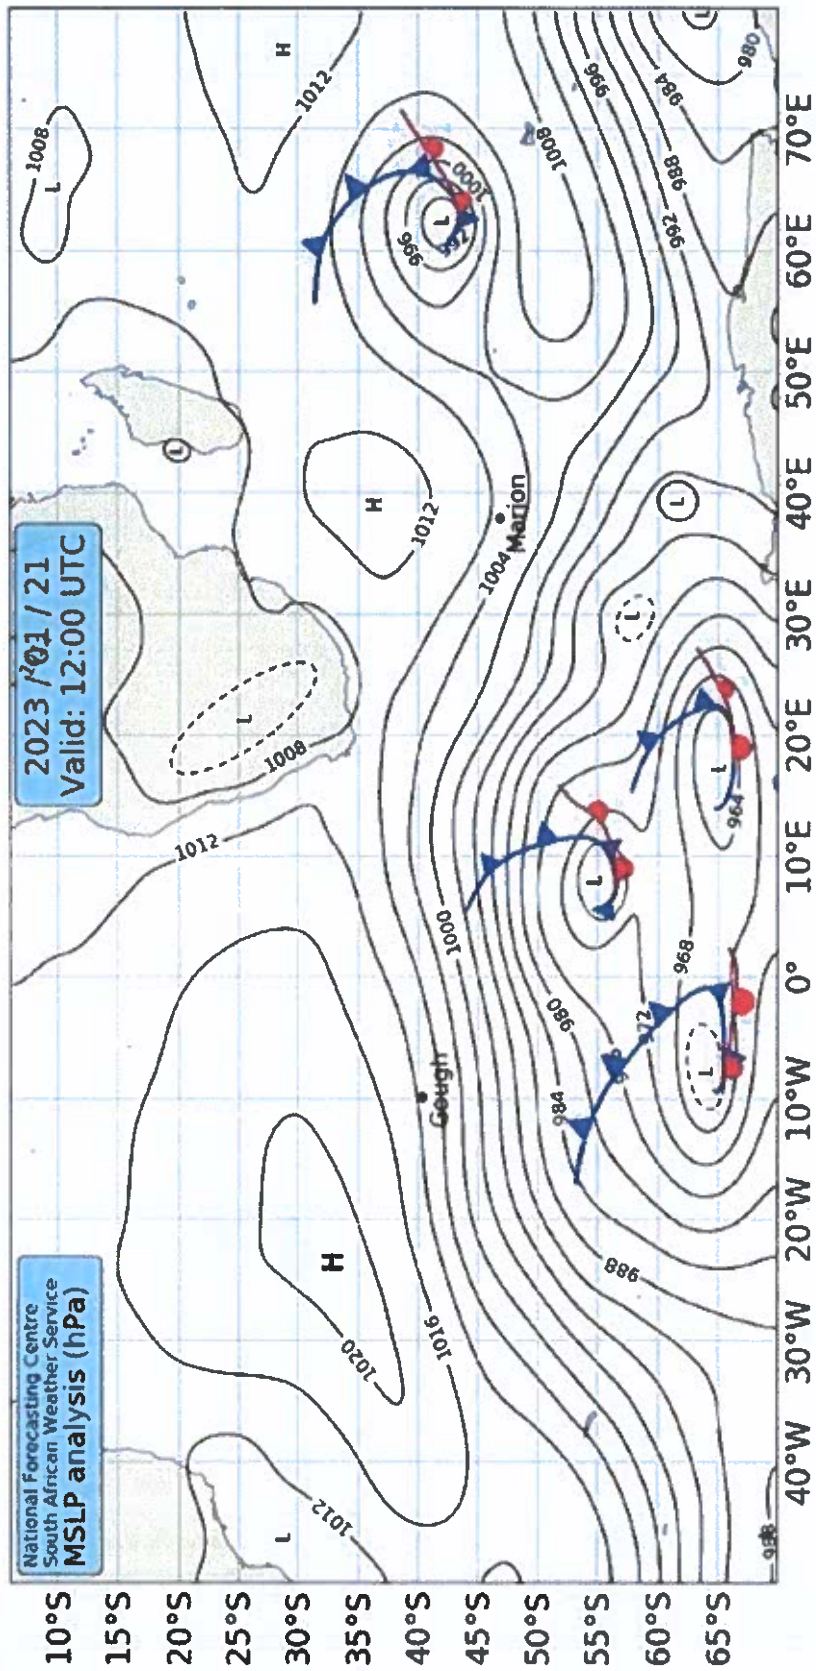 National Forecasting Centre
South African Weather Service
MSLP analysis (hPa)
2023 / 01 / 21
Valid: 12:00 UTC
10°S
15°S
20°S
25°S
30°S
35°S
40°S
45°S
50°S
55°S
60°S
65°S
L
1008
L
1012
L
H
L
1008
1012
H
1012
L
1020
H
H
1016
1012
996
L
992
1000
Gough
1000
1004
Marion
1008
980
984
988
972
968
L
L
L
964
L
L
L
992
988
996
984
980
L
40°W
30°W
20°W
10°W
0°
10°E
20°E
30°E
40°E
50°E
60°E
70°E